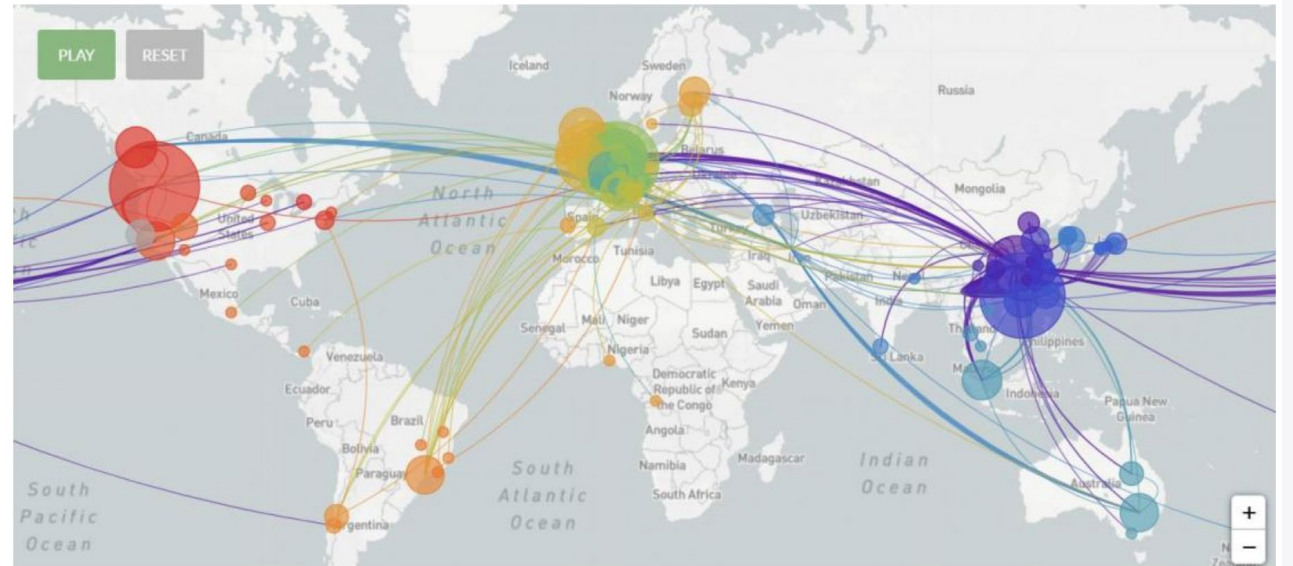 PLAY
RESET
Iceland
Sweden
Norway
Russia
Canada
Belarus
Ukraine
Kazakhstan
Mongolia
North
Atlantic
Ocean
United
States
Spain
Turkey
Uzbekistan
Morocco
Tunisia
Iraq
Iran
Pakistan
Libya
Egypt
Saudi
Arabia
Oman
India
Mexico
Cuba
Senegal
Mali
Niger
Sudan
Yemen
Thailand
Philippines
Nigeria
Sri Lanka
Venezuela
Democratic
Republic of
the Congo
Kenya
Ecuador
Indonesia
Papua New
Guinea
Peru
Brazil
Angola
Bolivia
Paraguay
South
Atlantic
Ocean
Namibia
Madagascar
Indian
Ocean
Australia
South Africa
South
Pacific
Ocean
Argentina
+
−